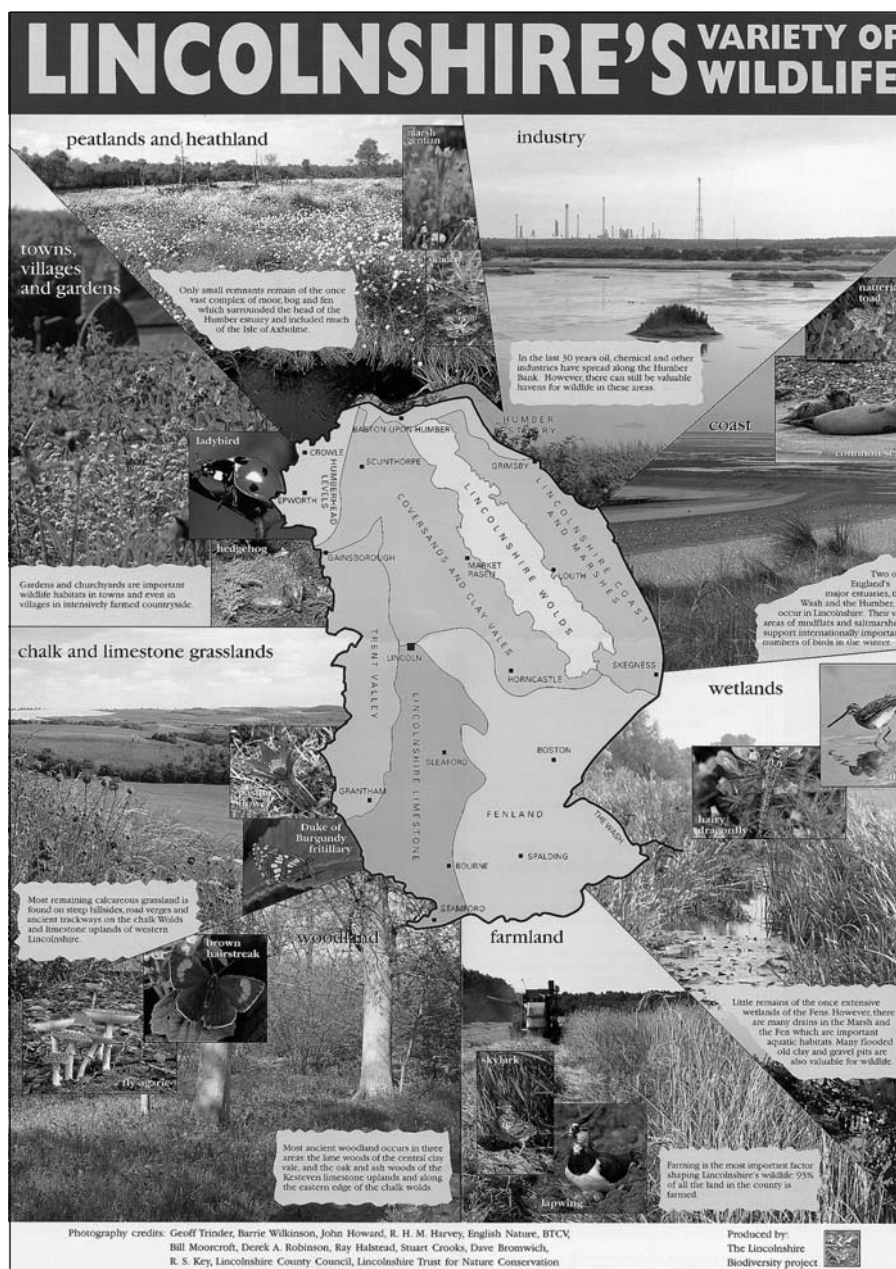 LINCOLNSHIRE'S
VARIETY OF
WILDLIFE
peatlands and heathland
marsh
gentian
sundew
Only small remnants remain of the once
vast complex of moor, bog and fen
which surrounded the head of the
Humber estuary and included much
of the Isle of Axholme.
industry
In the last 30 years oil, chemical and other
industries have spread along the Humber
Bank. However, there can still be valuable
havens for wildlife in these areas.
towns,
villages
and gardens
ladybird
hedgehog
Gardens and churchyards are important
wildlife habitats in towns and even in
villages in intensively farmed countryside.
natterja
toad
common se
coast
Two o
England's
major estuaries, th
Wash and the Humber,
occur in Lincolnshire. Their v
areas of mudflats and saltmarshe
support internationally importa
numbers of birds in the winter.
HUMBER
ESTUARY
BARTON-UPON-HUMBER
CROWLE
SCUNTHORPE
GRIMSBY
EPWORTH
HUMBERHEAD
LEVELS
GAINSBOROUGH
COVERSANDS AND CLAY VALES
LINCOLNSHIRE WOLDS
LINCOLNSHIRE COAST
AND MARSHES
MARKET
RASEN
LOUTH
TRENT VALLEY
LINCOLN
HORNCASTLE
SKEGNESS
LINCOLNSHIRE LIMESTONE
SLEAFORD
BOSTON
GRANTHAM
FENLAND
THE WASH
BOURNE
SPALDING
STAMFORD
chalk and limestone grasslands
pasque
flower
Duke of
Burgundy
fritillary
Most remaining calcareous grassland is
found on steep hillsides, road verges and
ancient trackways on the chalk Wolds
and limestone uplands of western
Lincolnshire.
wetlands
hairy
dragonfly
Little remains of the once extensive
wetlands of the Fens. However, there
are many drains in the Marsh and
the Fen which are important
aquatic habitats. Many flooded
old clay and gravel pits are
also valuable for wildlife.
woodland
brown
hairstreak
fly agaric
Most ancient woodland occurs in three
areas: the lime woods of the central clay
vale, and the oak and ash woods of the
Kesteven limestone uplands and along
the eastern edge of the chalk wolds.
farmland
skylark
lapwing
Farming is the most important factor
shaping Lincolnshire's wildlife 93%
of all the land in the county is
farmed.
Photography credits: Geoff Trinder, Barrie Wilkinson, John Howard, R. H. M. Harvey, English Nature, BTCV,
Bill Moorcroft, Derek A. Robinson, Ray Halstead, Stuart Crooks, Dave Bromwich,
R. S. Key, Lincolnshire County Council, Lincolnshire Trust for Nature Conservation
Produced by:
The Lincolnshire
Biodiversity project